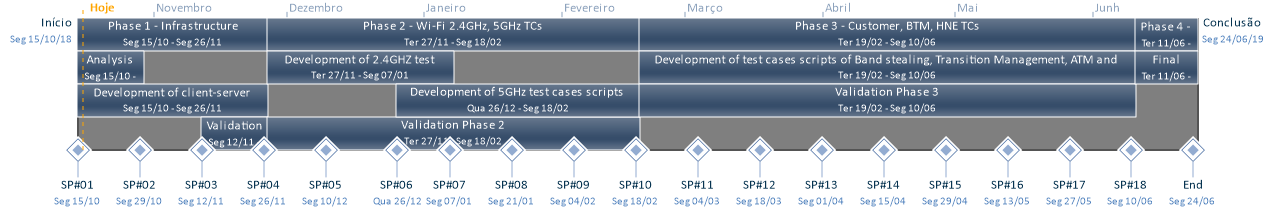 Hoje Novembro Dezembro Janeiro Fevereiro Março Abril Mai Junh
Início Phase 1 - Infrastructure Phase 2 - Wi-Fi 2.4GHz, 5GHz TCs Phase 3 - Customer, BTM, HNE TCs Phase 4 - Conclusão
Seg 15/10/18 Seg 15/10 - Seg 26/11 Ter 27/11 - Seg 18/02 Ter 19/02 - Seg 10/06 Ter 11/06 - Seg 24/06/19
Analysis Development of 2.4GHZ test Development of test cases scripts of Band stealing, Transition Management, ATM and Final
Seg 15/10 - Ter 27/11 - Seg 07/01 Ter 19/02 - Seg 10/06 Ter 11/06 -
Development of client-server Development of 5GHz test cases scripts Validation Phase 3
Seg 15/10 - Seg 26/11 Qua 26/12 - Seg 18/02 Ter 19/02 - Seg 10/06
Validation Validation Phase 2
Seg 12/11 Ter 27/11 Seg 18/02
SP#01 SP#02 SP#03 SP#04 SP#05 SP#06 SP#07 SP#08 SP#09 SP#10 SP#11 SP#12 SP#13 SP#14 SP#15 SP#16 SP#17 SP#18 End
Seg 15/10 Seg 29/10 Seg 12/11 Seg 26/11 Seg 10/12 Qua 26/12 Seg 07/01 Seg 21/01 Seg 04/02 Seg 18/02 Seg 04/03 Seg 18/03 Seg 01/04 Seg 15/04 Seg 29/04 Seg 13/05 Seg 27/05 Seg 10/06 Seg 24/06